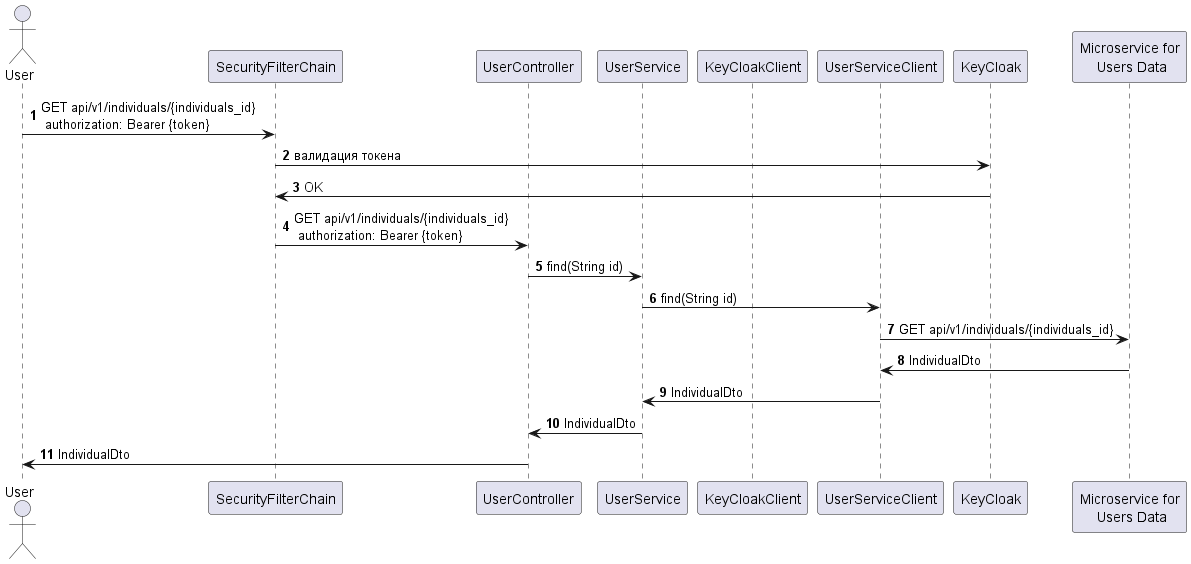 User
SecurityFilterChain
UserController
UserService
KeyCloakClient
UserServiceClient
KeyCloak
Microservice for
Users Data
1 GET api/v1/individuals/{individuals_id}
authorization: Bearer {token}
2 валидация токена
3 OK
4 GET api/v1/individuals/{individuals_id}
authorization: Bearer {token}
5 find(String id)
6 find(String id)
7 GET api/v1/individuals/{individuals_id}
8 IndividualDto
9 IndividualDto
10 IndividualDto
11 IndividualDto
User
SecurityFilterChain
UserController
UserService
KeyCloakClient
UserServiceClient
KeyCloak
Microservice for
Users Data